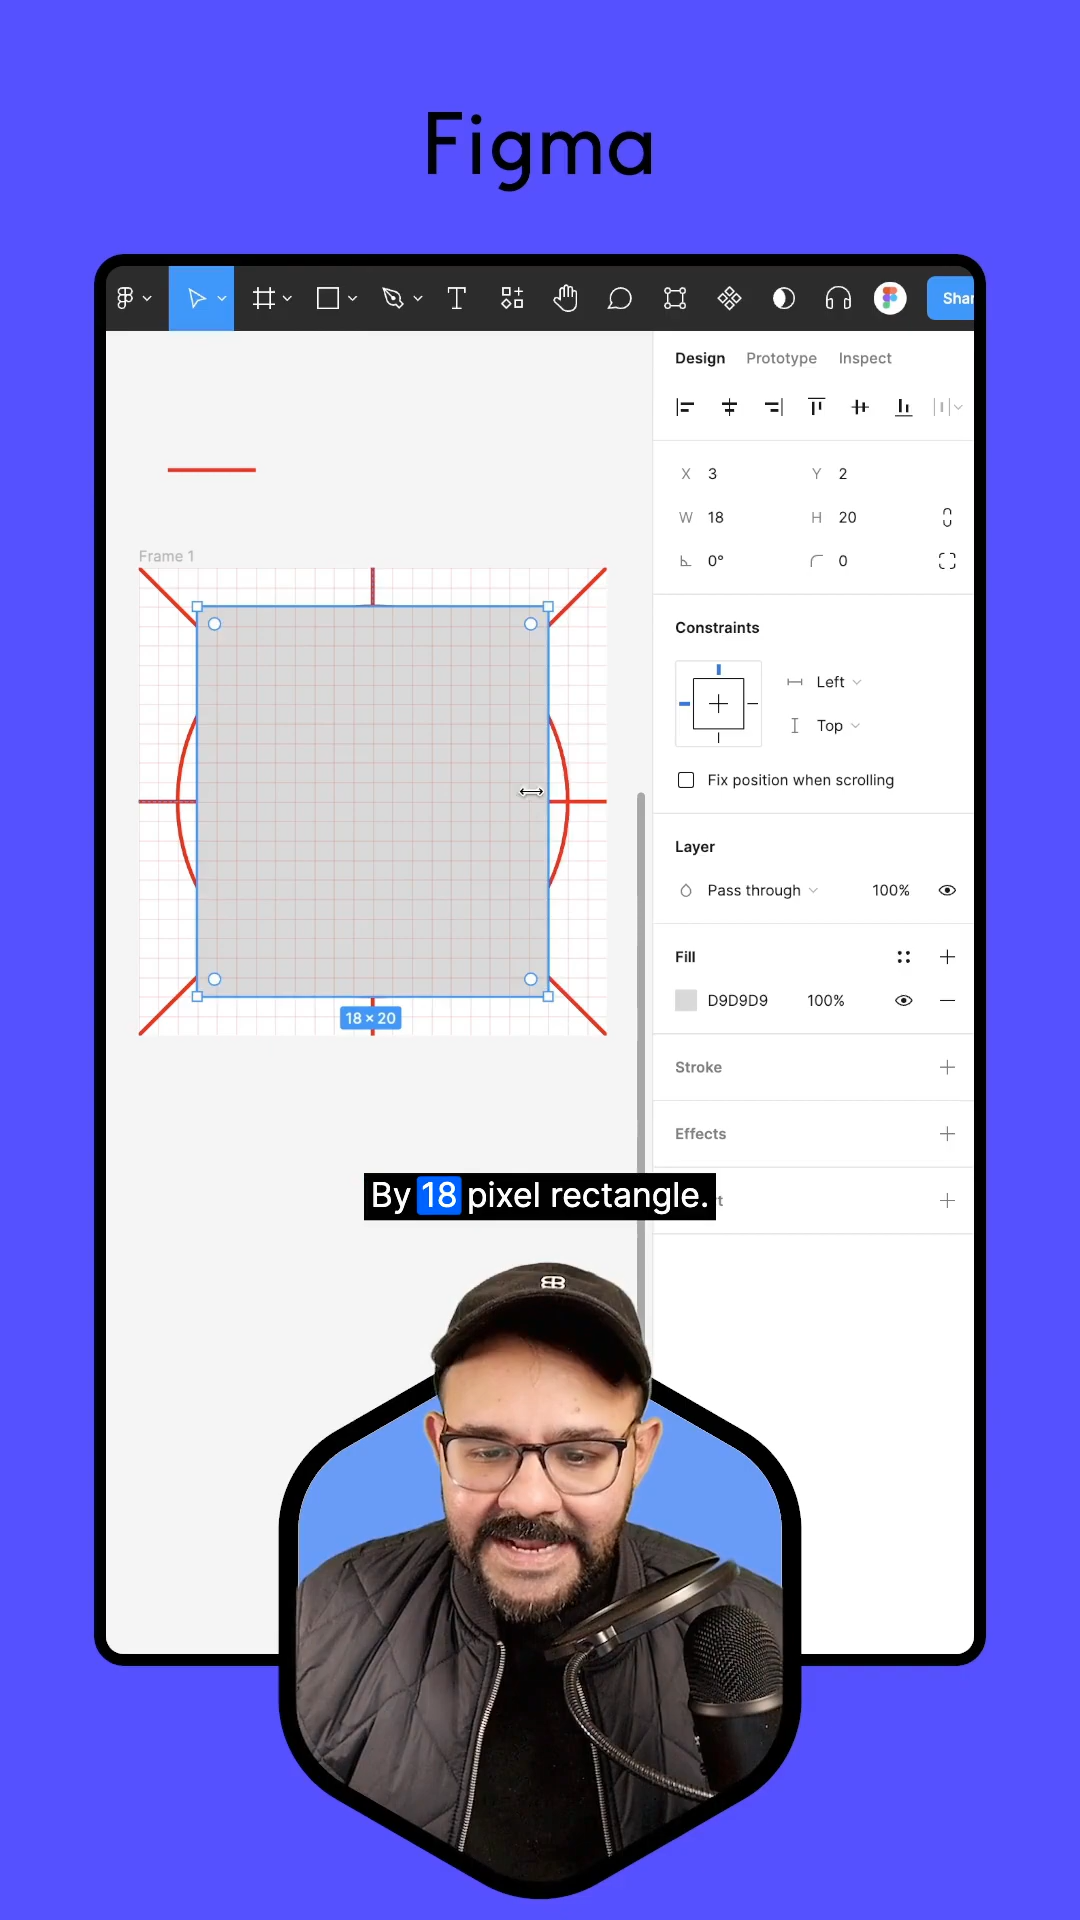 Figma
Shar
Design Prototype Inspect
X 3 Y 2
W 18 H 20
0° 0
Frame 1
Constraints
Left
Top
Fix position when scrolling
Layer
Pass through 100%
Fill
D9D9D9 100%
18 × 20
Stroke
Effects
By 18 pixel rectangle.
t